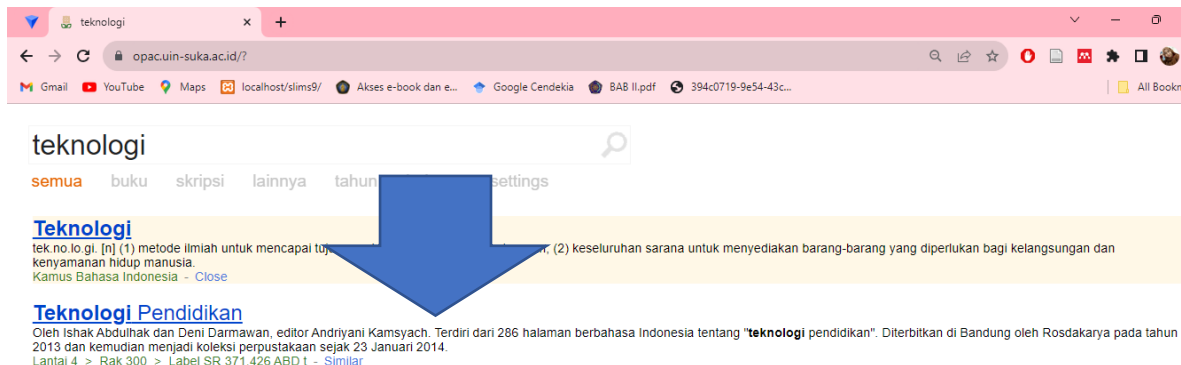 teknologi
opac.uin-suka.ac.id/?
Gmail YouTube Maps localhost/slims9/ Akses e-book dan e... Google Cendekia BAB II.pdf 394c0719-9e54-43c... All Bookn
teknologi
semua buku skripsi lainnya tahun settings
Teknologi
tek.no.lo.gi. [n] (1) metode ilmiah untuk mencapai (2) keseluruhan sarana untuk menyediakan barang-barang yang diperlukan bagi kelangsungan dan
kenyamanan hidup manusia.
Kamus Bahasa Indonesia - Close
Teknologi Pendidikan
Oleh Ishak Abdulhak dan Deni Darmawan, editor Andriyani Kamsyach. Terdiri dari 286 halaman berbahasa Indonesia tentang "teknologi pendidikan". Diterbitkan di Bandung oleh Rosdakarya pada tahun
2013 dan kemudian menjadi koleksi perpustakaan sejak 23 Januari 2014.
Lantai 4 > Rak 300 > Label SR 371.426 ABD t - Similar